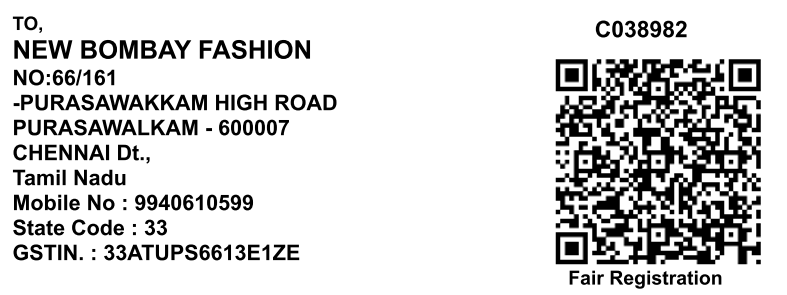 TO,
NEW BOMBAY FASHION
NO:66/161
-PURASAWAKKAM HIGH ROAD
PURASAWALKAM - 600007
CHENNAI Dt.,
Tamil Nadu
Mobile No : 9940610599
State Code : 33
GSTIN. : 33ATUPS6613E1ZE
C038982
Fair Registration